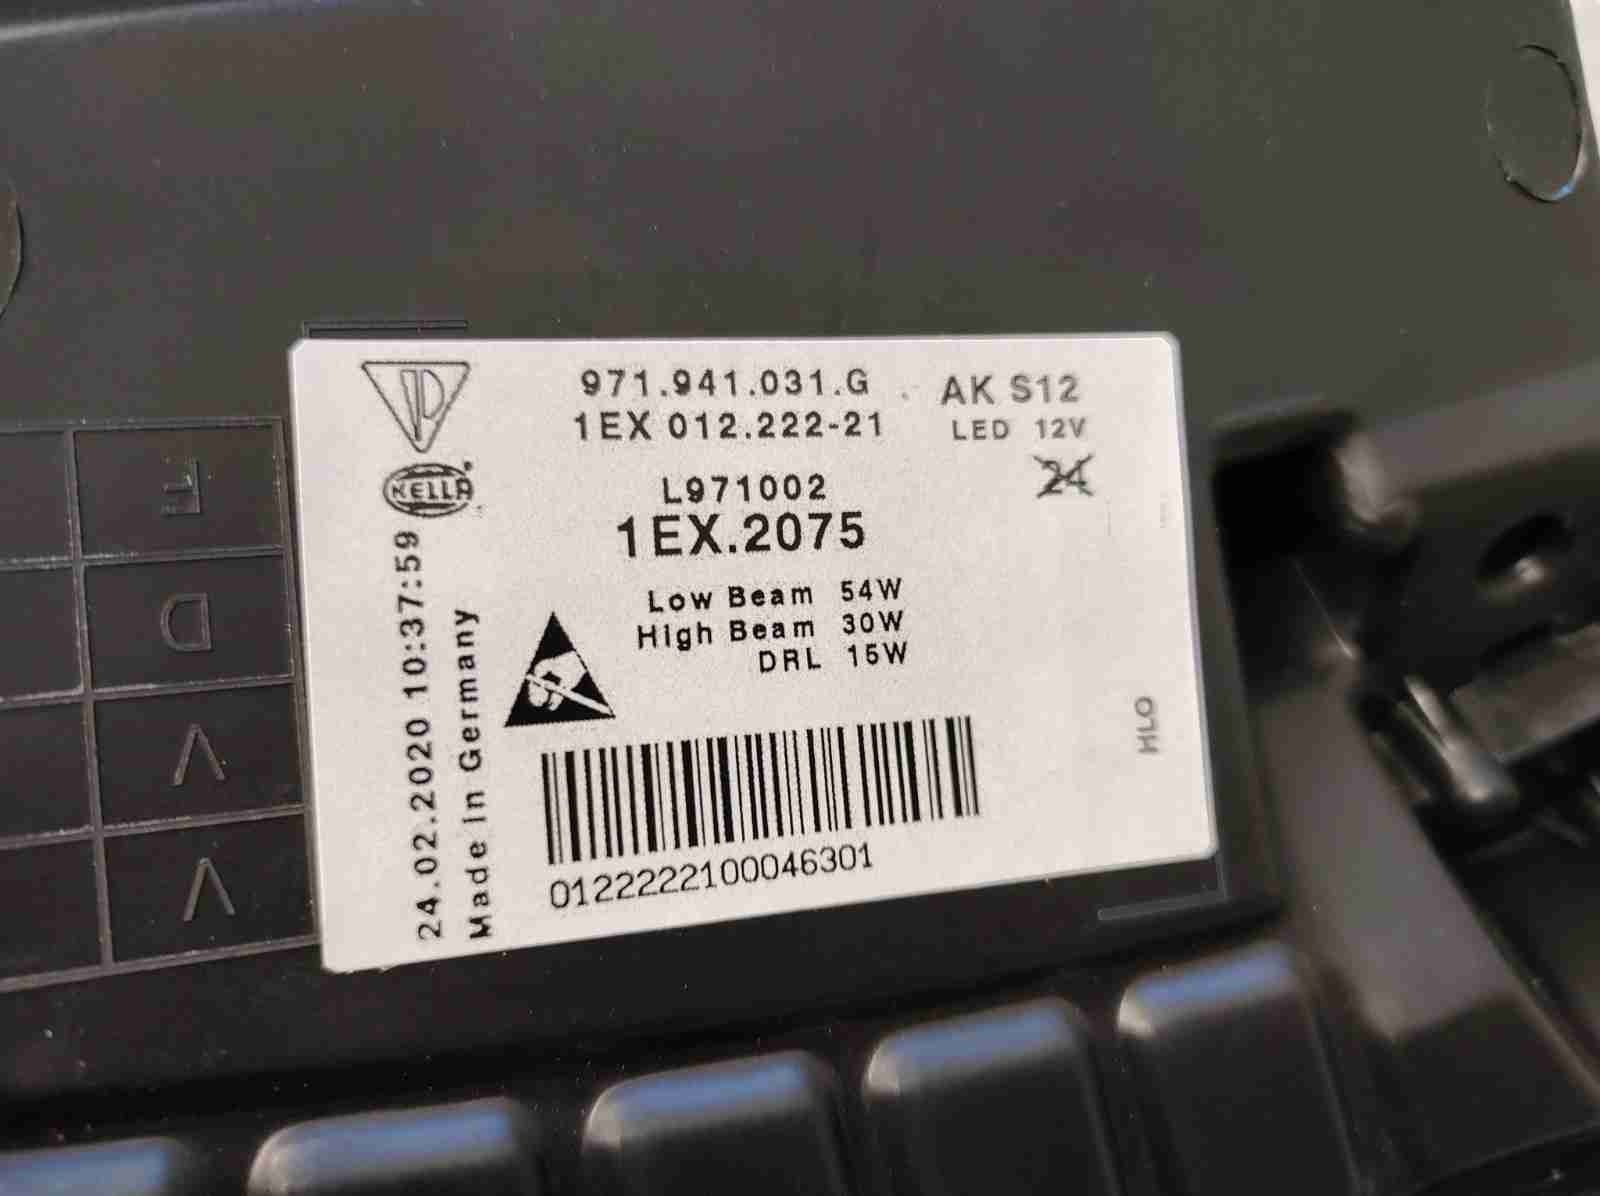 971.941.031.G
AK S12
1EX 012.222-21
LED 12V
24
HELLA
L971002
1EX.2075
Low Beam 54W
High Beam 30W
DRL 15W
24.02.2020 10:37:59
Made In Germany
HLO
0122222100046301
F
D
V
V